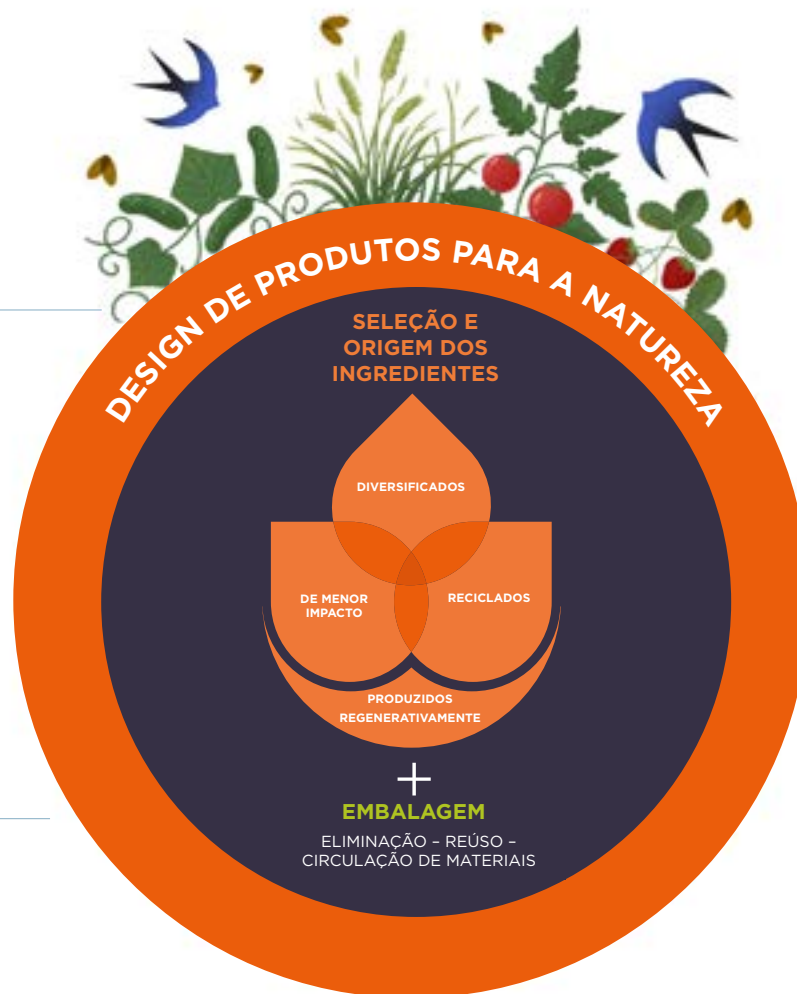 DESIGN DE PRODUTOS PARA A NATUREZA
SELEÇÃO E
ORIGEM DOS
INGREDIENTES
DIVERSIFICADOS
DE MENOR
IMPACTO
RECICLADOS
PRODUZIDOS
REGENERATIVAMENTE
+
EMBALAGEM
ELIMINAÇÃO – REÚSO –
CIRCULAÇÃO DE MATERIAIS